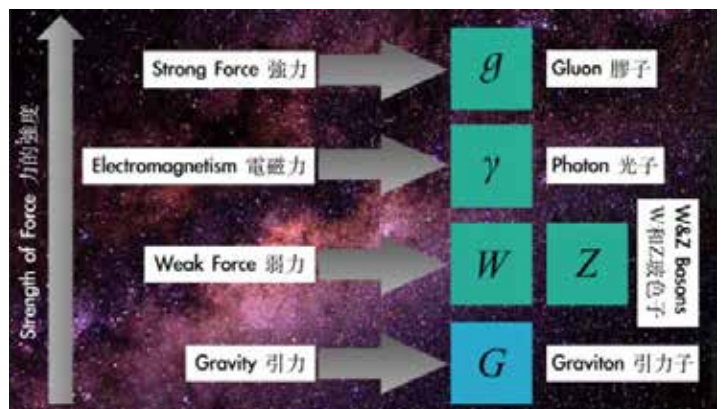 Strength of Force 力的強度
Strong Force 強力
g
Gluon 膠子
Electromagnetism 電磁力
γ
Photon 光子
Weak Force 弱力
W
Z
W&Z Bosons
W和Z玻色子
Gravity 引力
G
Graviton 引力子